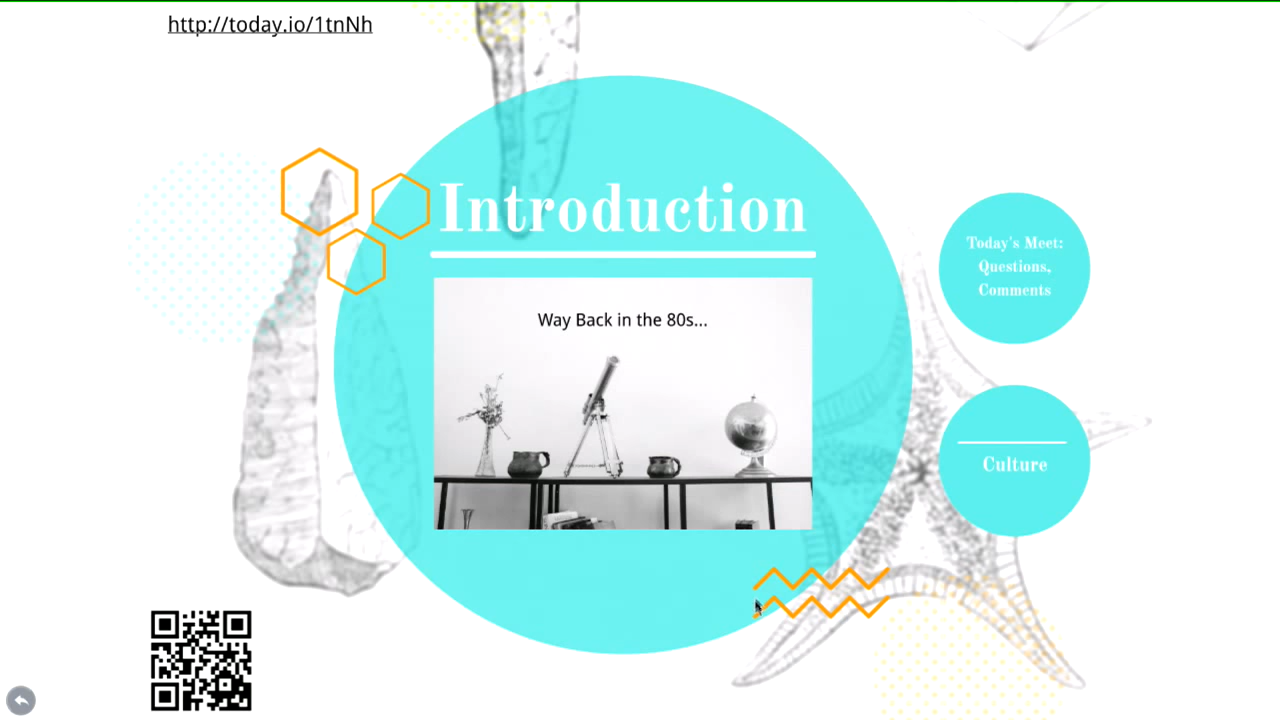 http://today.io/1tnNh
Introduction
Way Back in the 80s...
Today's Meet:
Questions,
Comments
Culture